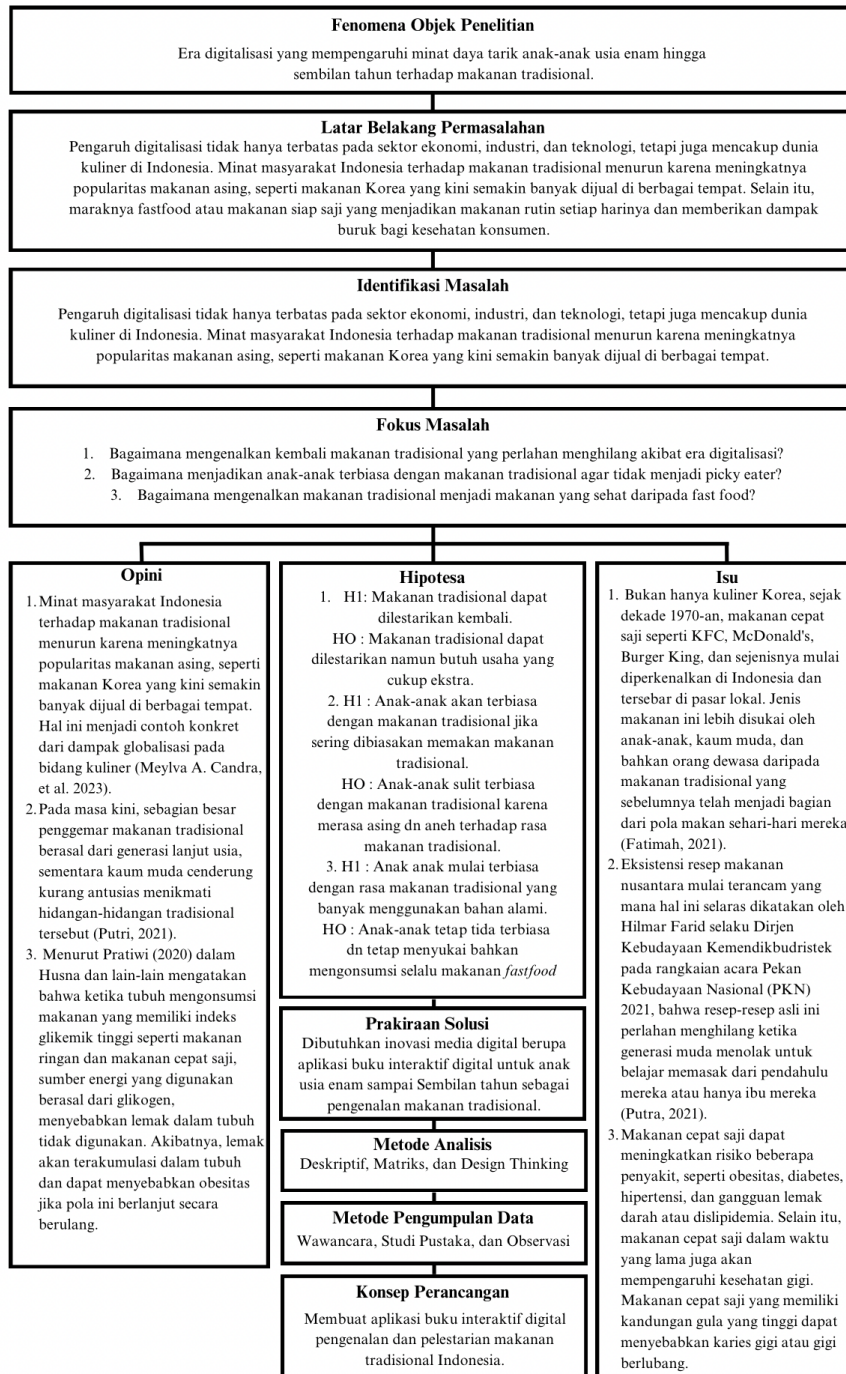 Fenomena Objek Penelitian
Era digitalisasi yang mempengaruhi minat daya tarik anak-anak usia enam hingga
sembilan tahun terhadap makanan tradisional.
Latar Belakang Permasalahan
Pengaruh digitalisasi tidak hanya terbatas pada sektor ekonomi, industri, dan teknologi, tetapi juga mencakup dunia
kuliner di Indonesia. Minat masyarakat Indonesia terhadap makanan tradisional menurun karena meningkatnya
popularitas makanan asing, seperti makanan Korea yang kini semakin banyak dijual di berbagai tempat. Selain itu,
maraknya fastfood atau makanan siap saji yang menjadikan makanan rutin setiap harinya dan memberikan dampak
buruk bagi kesehatan konsumen.
Identifikasi Masalah
Pengaruh digitalisasi tidak hanya terbatas pada sektor ekonomi, industri, dan teknologi, tetapi juga mencakup dunia
kuliner di Indonesia. Minat masyarakat Indonesia terhadap makanan tradisional menurun karena meningkatnya
popularitas makanan asing, seperti makanan Korea yang kini semakin banyak dijual di berbagai tempat.
Fokus Masalah
1. Bagaimana mengenalkan kembali makanan tradisional yang perlahan menghilang akibat era digitalisasi?
2. Bagaimana menjadikan anak-anak terbiasa dengan makanan tradisional agar tidak menjadi picky eater?
3. Bagaimana mengenalkan makanan tradisional menjadi makanan yang sehat daripada fast food?
Opini
1. Minat masyarakat Indonesia
terhadap makanan tradisional
menurun karena meningkatnya
popularitas makanan asing, seperti
makanan Korea yang kini semakin
banyak dijual di berbagai tempat.
Hal ini menjadi contoh konkret
dari dampak globalisasi pada
bidang kuliner (Meylva A. Candra,
et al. 2023).
2. Pada masa kini, sebagian besar
penggemar makanan tradisional
berasal dari generasi lanjut usia,
sementara kaum muda cenderung
kurang antusias menikmati
hidangan-hidangan tradisional
tersebut (Putri, 2021).
3. Menurut Pratiwi (2020) dalam
Husna dan lain-lain mengatakan
bahwa ketika tubuh mengonsumsi
makanan yang memiliki indeks
glikemik tinggi seperti makanan
ringan dan makanan cepat saji,
sumber energi yang digunakan
berasal dari glikogen,
menyebabkan lemak dalam tubuh
tidak digunakan. Akibatnya, lemak
akan terakumulasi dalam tubuh
dan dapat menyebabkan obesitas
jika pola ini berlanjut secara
berulang.
Hipotesa
1. H1: Makanan tradisional dapat
dilestarikan kembali.
HO : Makanan tradisional dapat
dilestarikan namun butuh usaha yang
cukup ekstra.
2. H1 : Anak-anak akan terbiasa
dengan makanan tradisional jika
sering dibiasakan memakan makanan
tradisional.
HO : Anak-anak sulit terbiasa
dengan makanan tradisional karena
merasa asing dn aneh terhadap rasa
makanan tradisional.
3. H1 : Anak anak mulai terbiasa
dengan rasa makanan tradisional yang
banyak menggunakan bahan alami.
HO : Anak-anak tetap tida terbiasa
dn tetap menyukai bahkan
mengonsumsi selalu makanan fastfood
Prakiraan Solusi
Dibutuhkan inovasi media digital berupa
aplikasi buku interaktif digital untuk anak
usia enam sampai Sembilan tahun sebagai
pengenalan makanan tradisional.
Metode Analisis
Deskriptif, Matriks, dan Design Thinking
Metode Pengumpulan Data
Wawancara, Studi Pustaka, dan Observasi
Konsep Perancangan
Membuat aplikasi buku interaktif digital
pengenalan dan pelestarian makanan
tradisional Indonesia.
Isu
1. Bukan hanya kuliner Korea, sejak
dekade 1970-an, makanan cepat
saji seperti KFC, McDonald's,
Burger King, dan sejenisnya mulai
diperkenalkan di Indonesia dan
tersebar di pasar lokal. Jenis
makanan ini lebih disukai oleh
anak-anak, kaum muda, dan
bahkan orang dewasa daripada
makanan tradisional yang
sebelumnya telah menjadi bagian
dari pola makan sehari-hari mereka
(Fatimah, 2021).
2. Eksistensi resep makanan
nusantara mulai terancam yang
mana hal ini selaras dikatakan oleh
Hilmar Farid selaku Dirjen
Kebudayaan Kemendikbudristek
pada rangkaian acara Pekan
Kebudayaan Nasional (PKN)
2021, bahwa resep-resep asli ini
perlahan menghilang ketika
generasi muda menolak untuk
belajar memasak dari pendahulu
mereka atau hanya ibu mereka
(Putra, 2021).
3. Makanan cepat saji dapat
meningkatkan risiko beberapa
penyakit, seperti obesitas, diabetes,
hipertensi, dan gangguan lemak
darah atau dislipidemia. Selain itu,
makanan cepat saji dalam waktu
yang lama juga akan
mempengaruhi kesehatan gigi.
Makanan cepat saji yang memiliki
kandungan gula yang tinggi dapat
menyebabkan karies gigi atau gigi
berlubang.